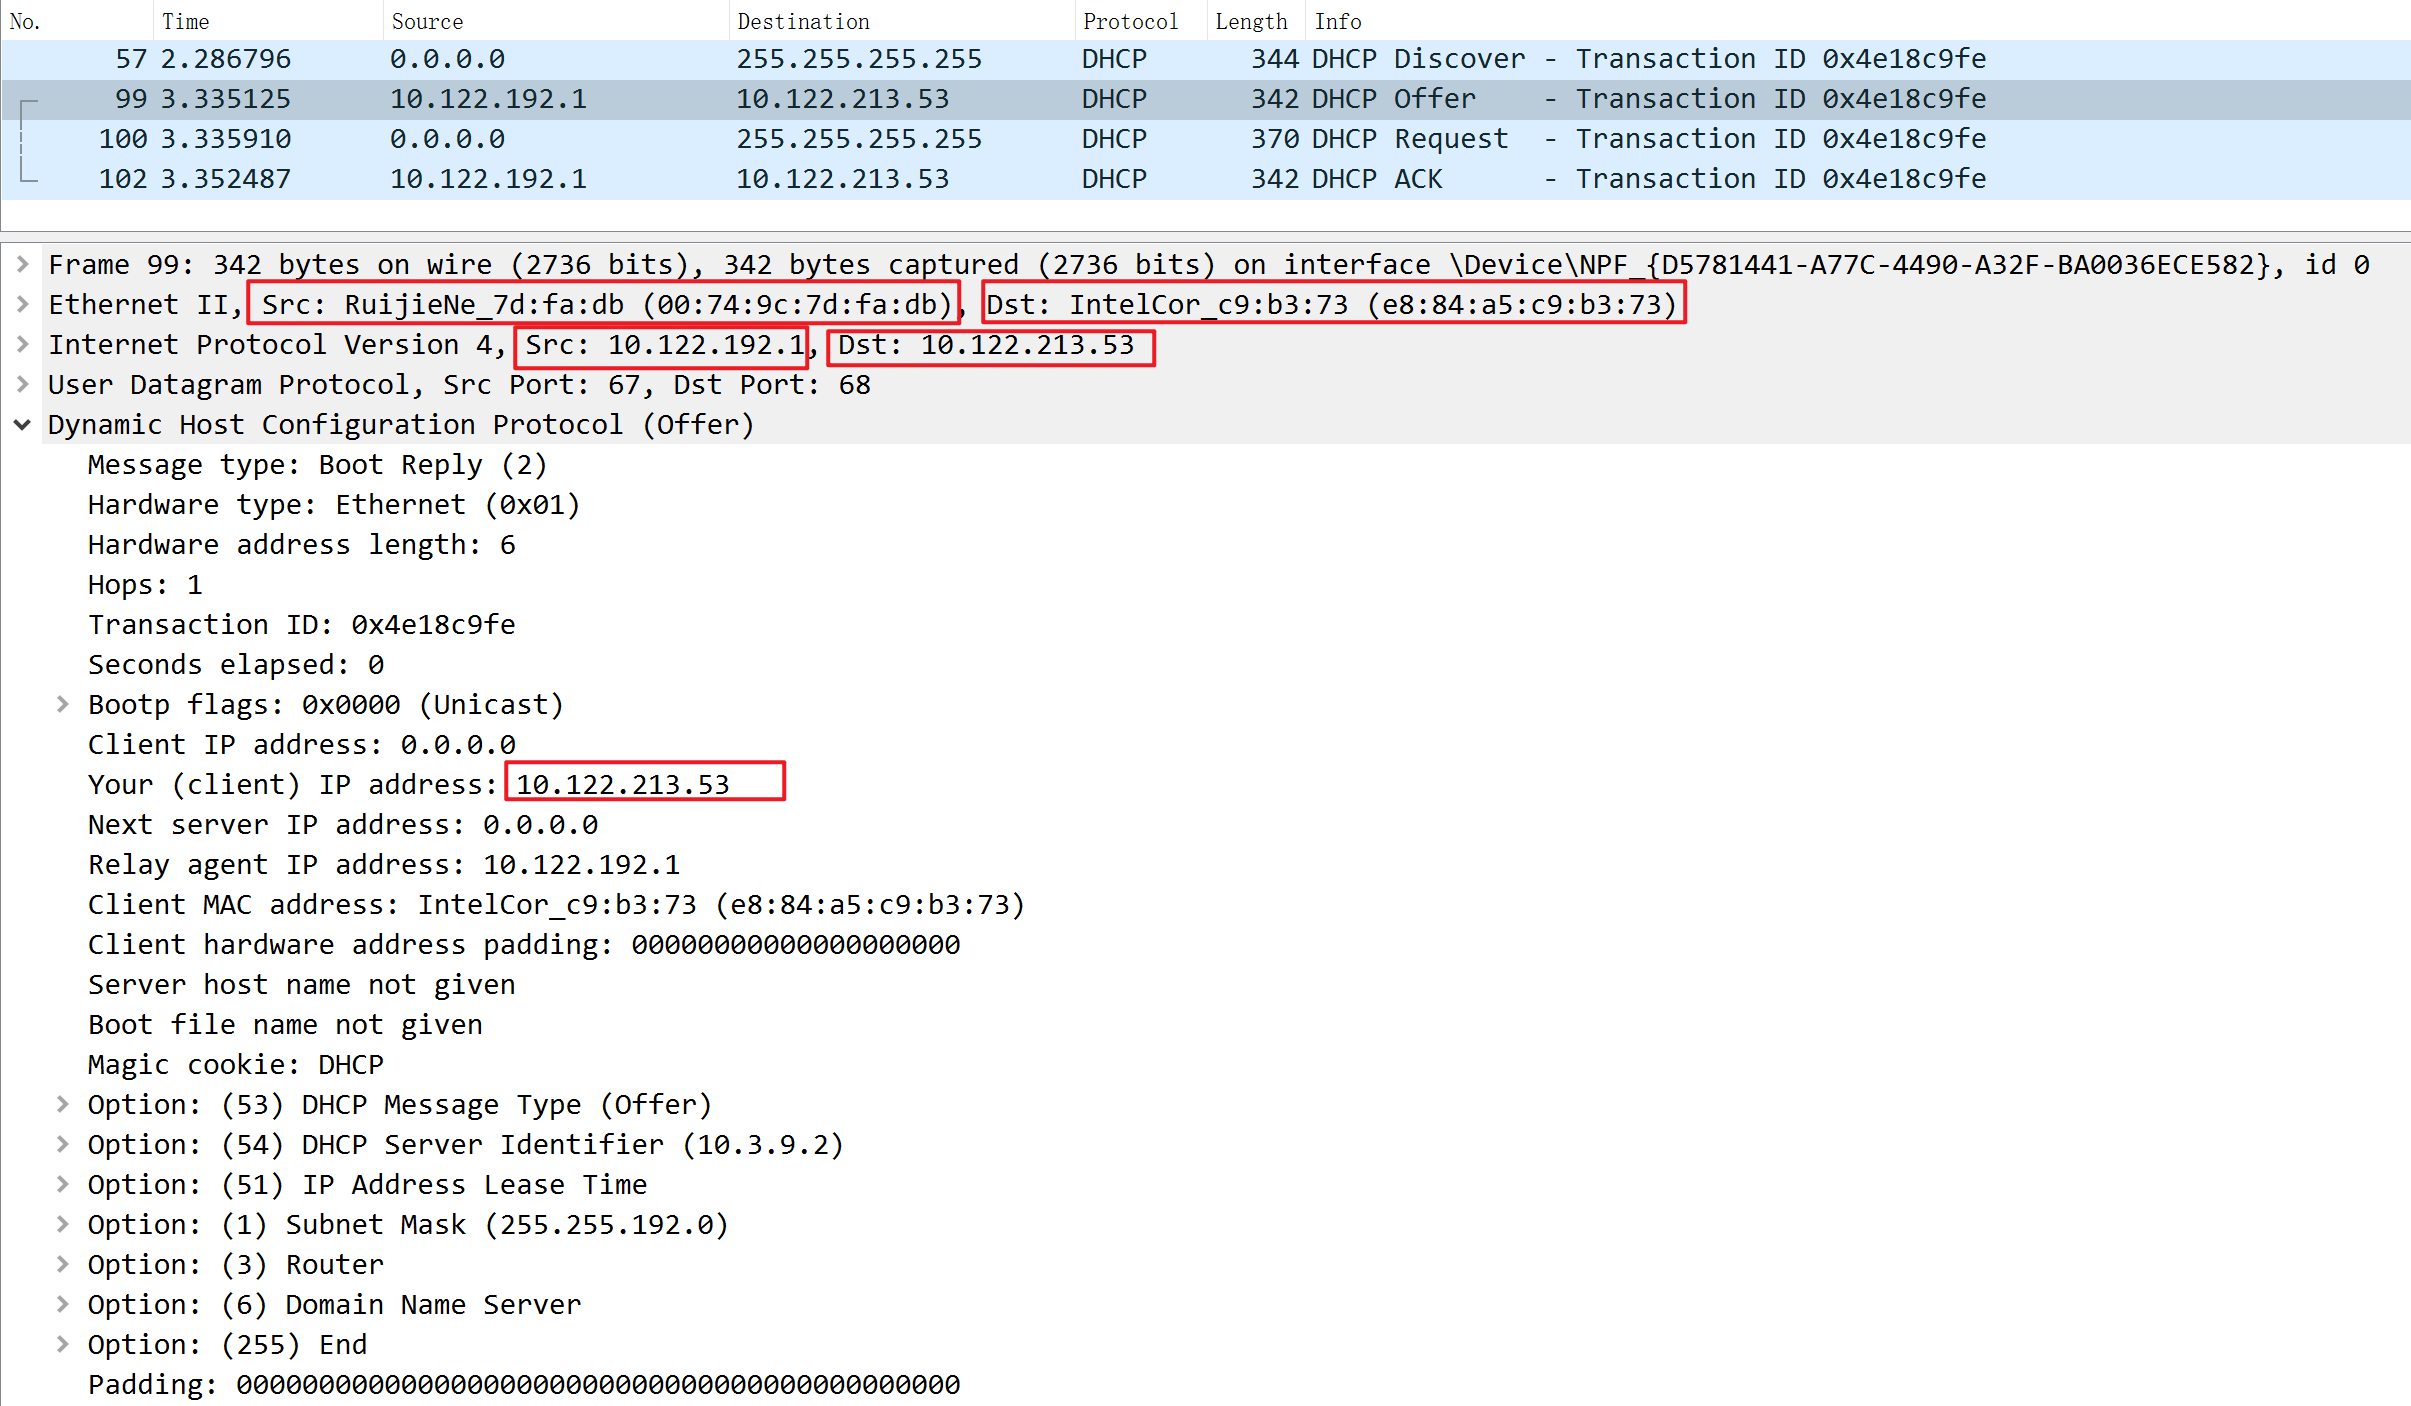 No. Time Source Destination Protocol Length Info
57 2.286796 0.0.0.0 255.255.255.255 DHCP 344 DHCP Discover - Transaction ID 0x4e18c9fe
99 3.335125 10.122.192.1 10.122.213.53 DHCP 342 DHCP Offer - Transaction ID 0x4e18c9fe
100 3.335910 0.0.0.0 255.255.255.255 DHCP 370 DHCP Request - Transaction ID 0x4e18c9fe
102 3.352487 10.122.192.1 10.122.213.53 DHCP 342 DHCP ACK - Transaction ID 0x4e18c9fe
Frame 99: 342 bytes on wire (2736 bits), 342 bytes captured (2736 bits) on interface \Device\NPF_{D5781441-A77C-4490-A32F-BA0036ECE582}, id 0
Ethernet II, Src: RuijieNe_7d:fa:db (00:74:9c:7d:fa:db), Dst: IntelCor_c9:b3:73 (e8:84:a5:c9:b3:73)
Internet Protocol Version 4, Src: 10.122.192.1, Dst: 10.122.213.53
User Datagram Protocol, Src Port: 67, Dst Port: 68
Dynamic Host Configuration Protocol (Offer)
Message type: Boot Reply (2)
Hardware type: Ethernet (0x01)
Hardware address length: 6
Hops: 1
Transaction ID: 0x4e18c9fe
Seconds elapsed: 0
Bootp flags: 0x0000 (Unicast)
Client IP address: 0.0.0.0
Your (client) IP address: 10.122.213.53
Next server IP address: 0.0.0.0
Relay agent IP address: 10.122.192.1
Client MAC address: IntelCor_c9:b3:73 (e8:84:a5:c9:b3:73)
Client hardware address padding: 00000000000000000000
Server host name not given
Boot file name not given
Magic cookie: DHCP
Option: (53) DHCP Message Type (Offer)
Option: (54) DHCP Server Identifier (10.3.9.2)
Option: (51) IP Address Lease Time
Option: (1) Subnet Mask (255.255.192.0)
Option: (3) Router
Option: (6) Domain Name Server
Option: (255) End
Padding: 00000000000000000000000000000000000000000000